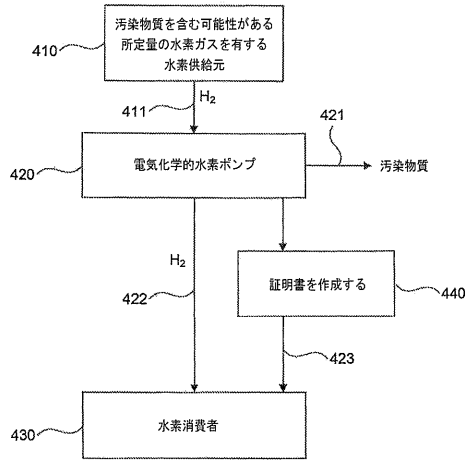 汚染物質を含む可能性がある
所定量の水素ガスを有する
水素供給元
410
H₂
411
421
電気化学的水素ポンプ
汚染物質
420
H₂
422
証明書を作成する
440
423
水素消費者
430